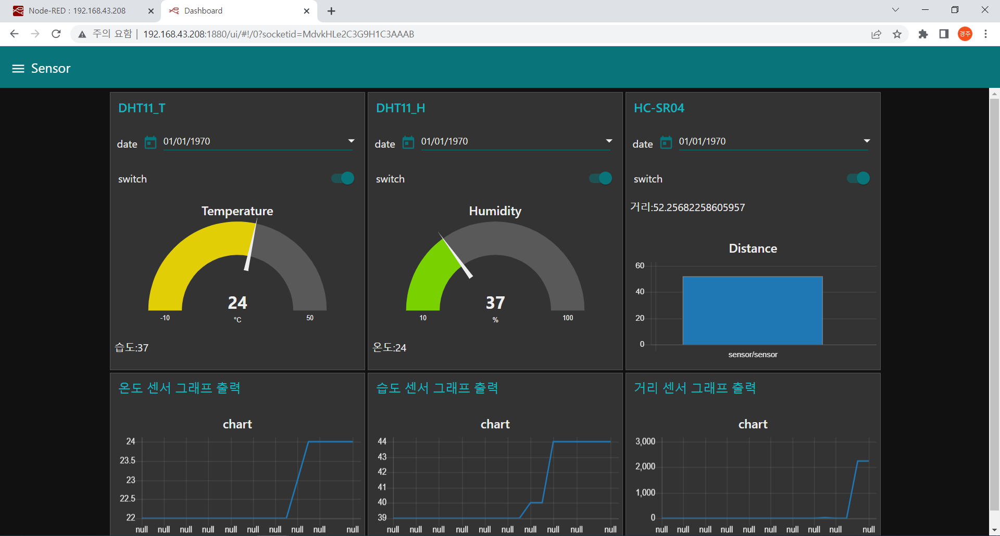 Node-RED : 192.168.43.208
Dashboard
주의 요함
192.168.43.208:1880/ui/#!/0?socketid=MdvkHLe2C3G9H1C3AAAB
경주
Sensor
DHT11_T
date 01/01/1970
switch
Temperature
24
°C
-10
50
습도:37
DHT11_H
date 01/01/1970
switch
Humidity
37
%
10
100
온도:24
HC-SR04
date 01/01/1970
switch
거리:52.25682258605957
Distance
60
40
20
0
sensor/sensor
온도 센서 그래프 출력
chart
24
23.5
23
22.5
22
null null null null null null null null null null
습도 센서 그래프 출력
chart
44
43
42
41
40
39
null null null null null null null null null null
거리 센서 그래프 출력
chart
3,000
2,000
1,000
0
null null null null null null null null null null